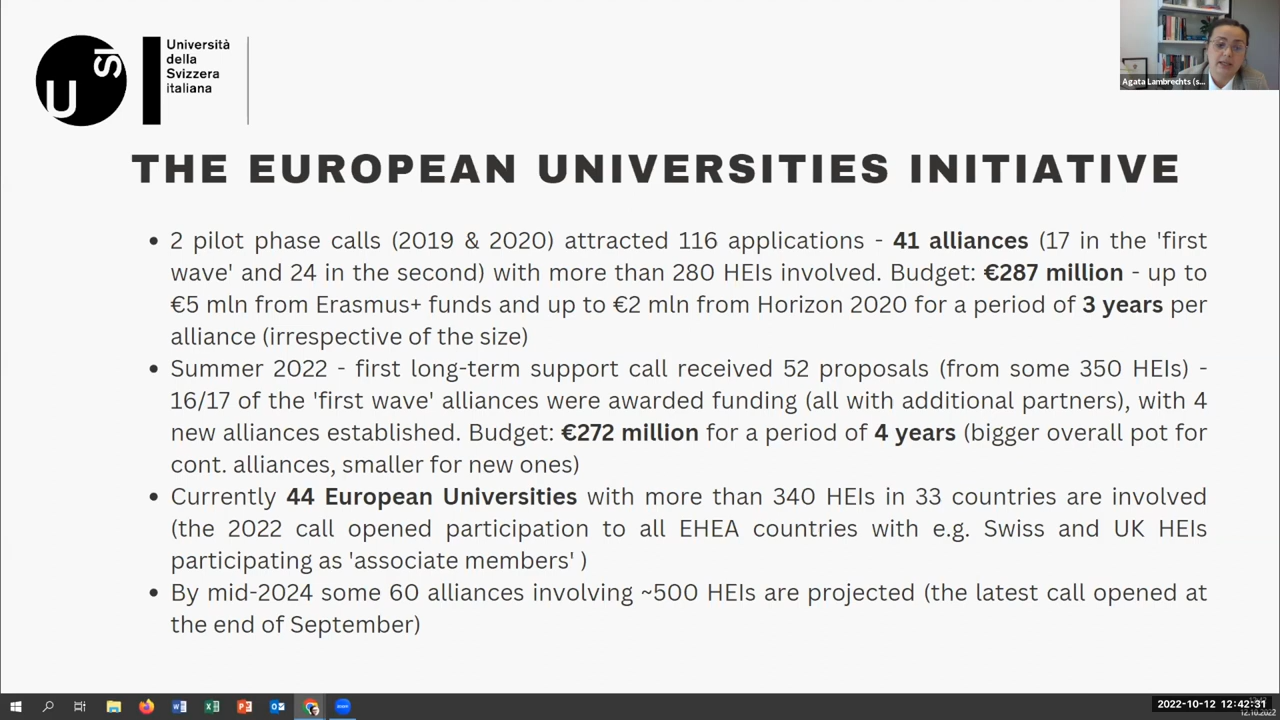 USI
Università
della
Svizzera
italiana
Agata Lambrechts (s...
THE EUROPEAN UNIVERSITIES INITIATIVE
• 2 pilot phase calls (2019 & 2020) attracted 116 applications - 41 alliances (17 in the 'first
wave' and 24 in the second) with more than 280 HEIs involved. Budget: €287 million - up to
€5 mln from Erasmus+ funds and up to €2 mln from Horizon 2020 for a period of 3 years per
alliance (irrespective of the size)
• Summer 2022 - first long-term support call received 52 proposals (from some 350 HEIs) -
16/17 of the 'first wave' alliances were awarded funding (all with additional partners), with 4
new alliances established. Budget: €272 million for a period of 4 years (bigger overall pot for
cont. alliances, smaller for new ones)
• Currently 44 European Universities with more than 340 HEIs in 33 countries are involved
(the 2022 call opened participation to all EHEA countries with e.g. Swiss and UK HEIs
participating as 'associate members' )
• By mid-2024 some 60 alliances involving ~500 HEIs are projected (the latest call opened at
the end of September)
2022-10-12 12:42:31
12.10.2022